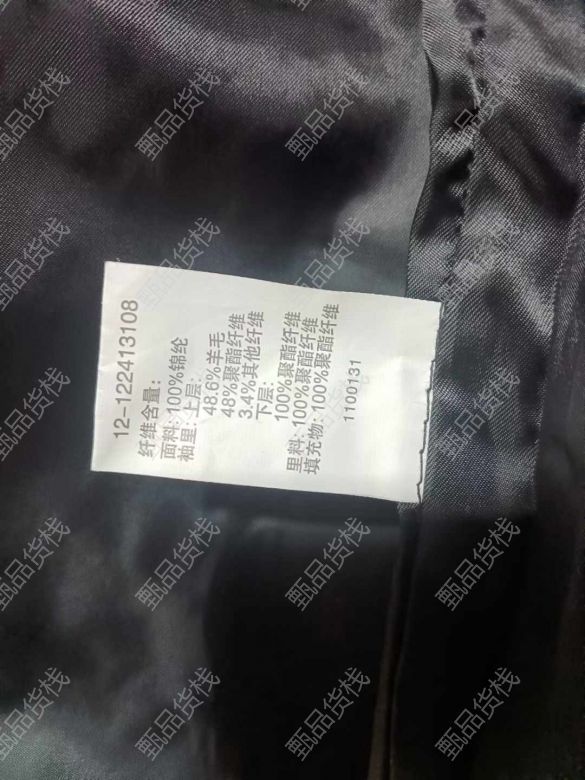 12-122413108
纤维含量：
面料：100%锦纶
袖里：上层：
48.6%羊毛
48%聚酯纤维
3.4%其他纤维
下层：
100%聚酯纤维
里料：100%聚酯纤维
填充物：100%聚酯纤维
1100131
甄品货栈